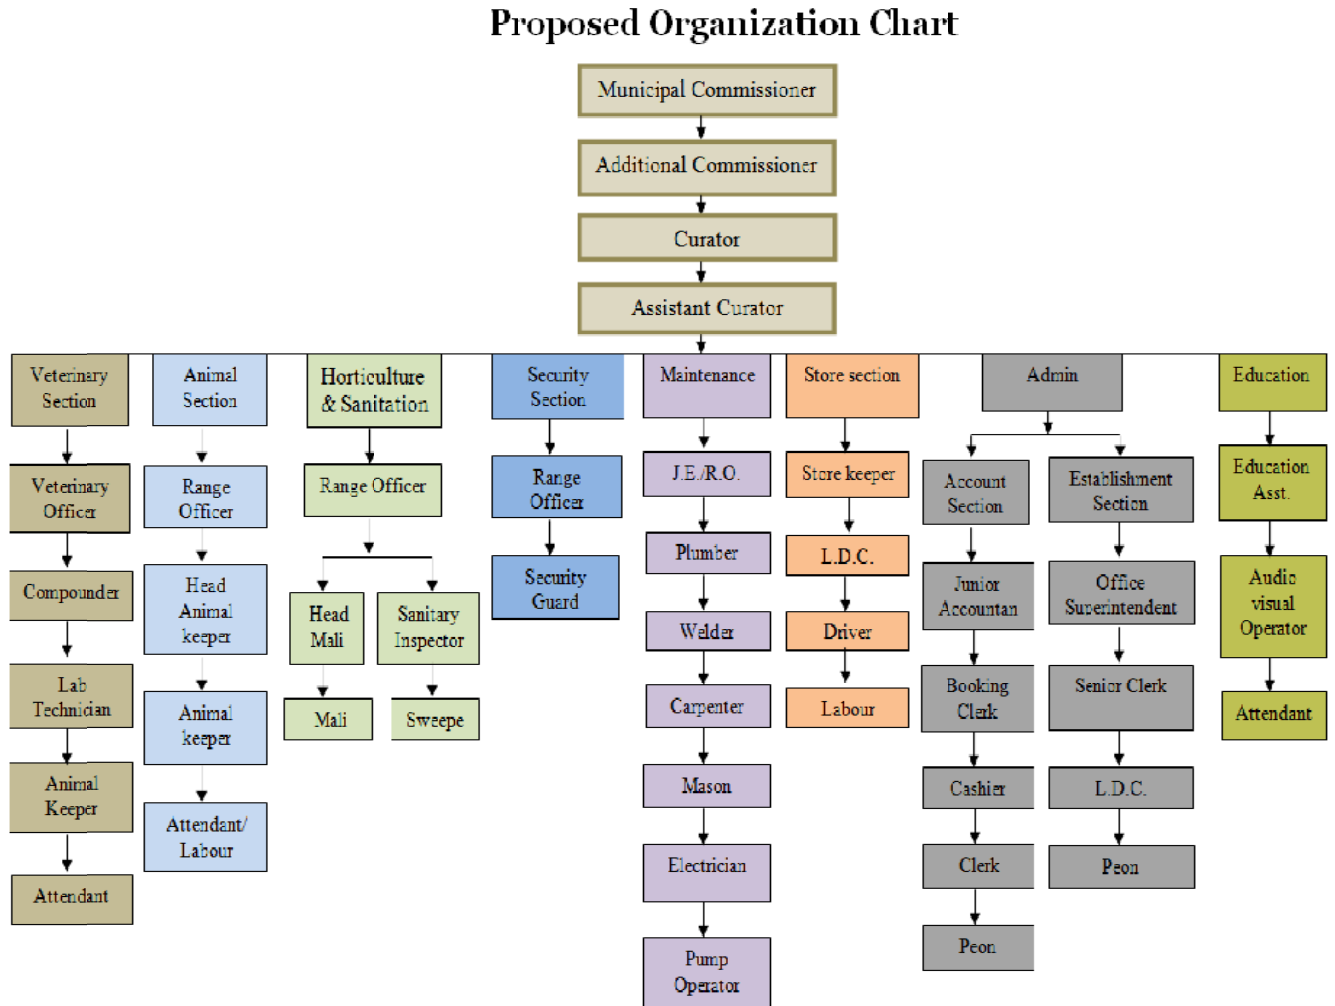 Proposed Organization Chart
Municipal Commissioner
Additional Commissioner
Curator
Assistant Curator
Veterinary
Section
Veterinary
Officer
Compounder
Lab
Technician
Animal
Keeper
Attendant
Animal
Section
Range
Officer
Head
Animal
keeper
Animal
keeper
Attendant/
Labour
Horticulture
& Sanitation
Range Officer
Head
Mali
Mali
Sanitary
Inspector
Sweepe
Security
Section
Range
Officer
Security
Guard
Maintenance
J.E./R.O.
Plumber
Welder
Carpenter
Mason
Electrician
Pump
Operator
Store section
Store keeper
L.D.C.
Driver
Labour
Admin
Account
Section
Junior
Accountan
Booking
Clerk
Cashier
Clerk
Peon
Establishment
Section
Office
Superintendent
Senior Clerk
L.D.C.
Peon
Education
Education
Asst.
Audio
visual
Operator
Attendant